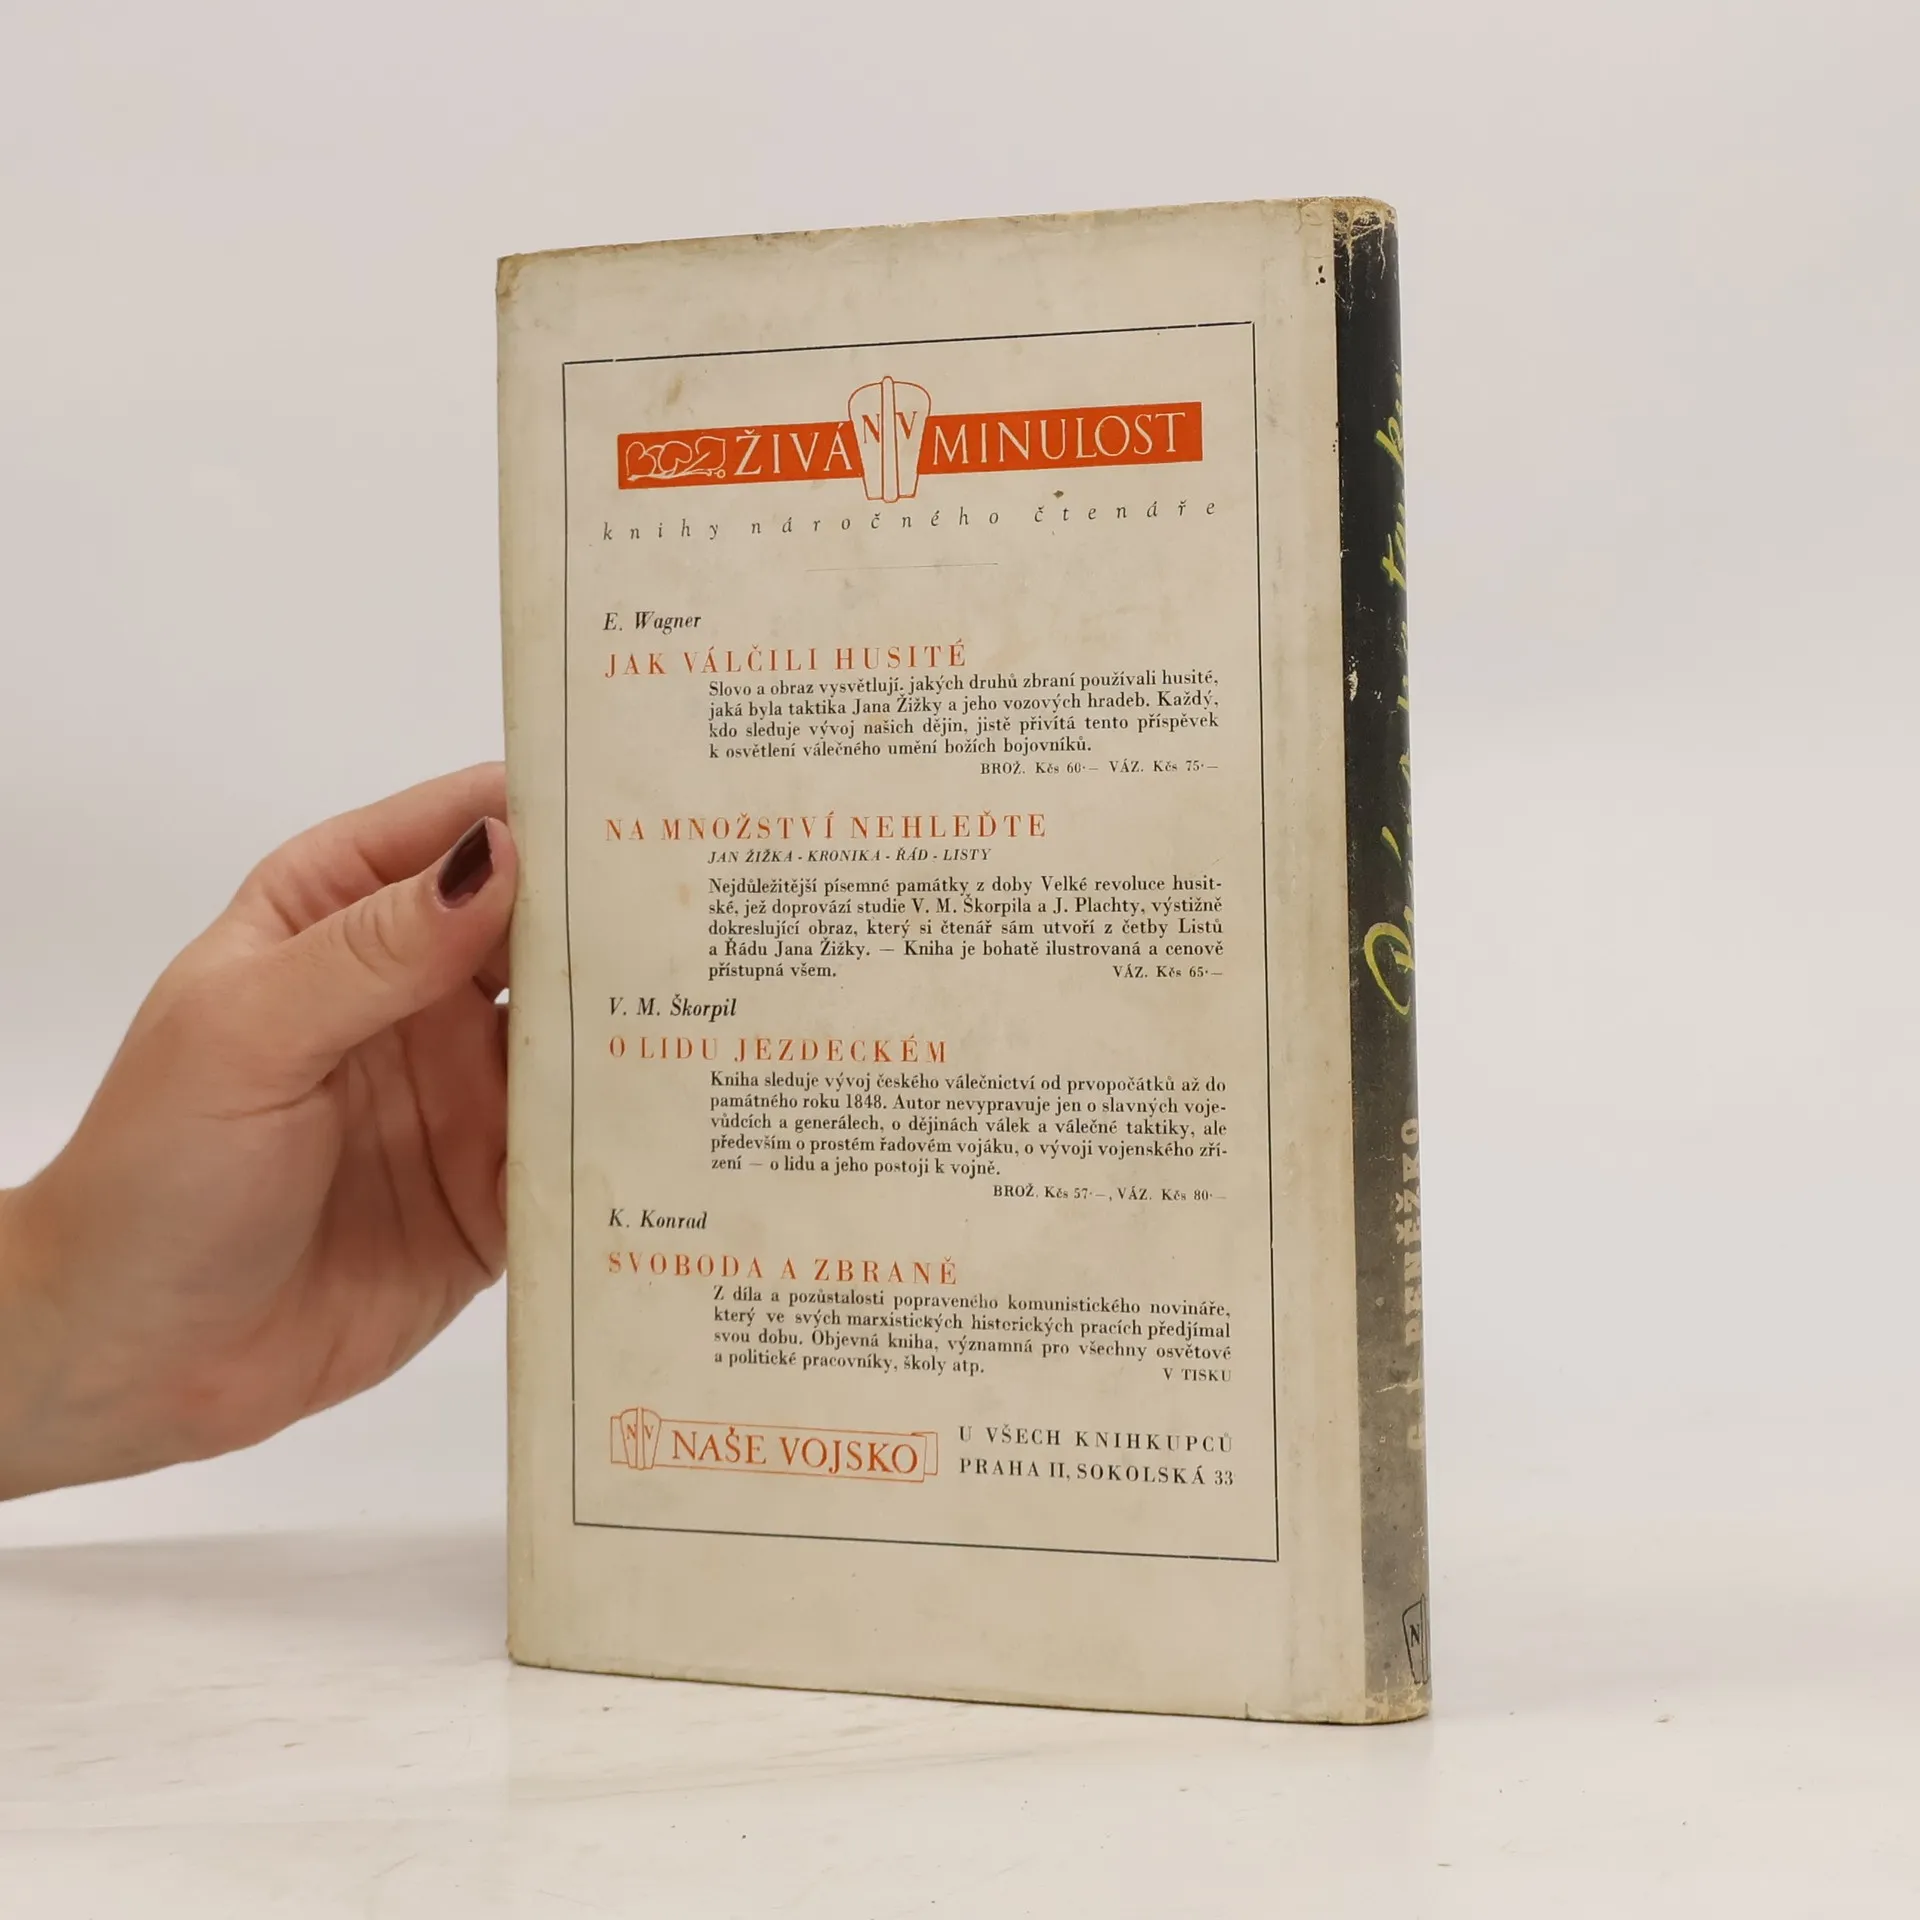 ŽIVÁ NV MINULOST
knihy náročného čtenáře
E. Wagner
JAK VÁLČILI HUSITÉ
Slovo a obraz vysvětlují, jakých druhů zbraní používali husité,
jaká byla taktika Jana Žižky a jeho vozových hradeb. Každý,
kdo sleduje vývoj našich dějin, jistě přivítá tento příspěvek
k osvětlení válečného umění božích bojovníků.
BROŽ. Kčs 60·— VÁZ. Kčs 75·—
NA MNOŽSTVÍ NEHLEĎTE
JAN ŽIŽKA - KRONIKA - ŘÁD - LISTY
Nejdůležitější písemné památky z doby Velké revoluce husit-
ské, jež doprovází studie V. M. Škorpila a J. Plachty, výstižně
dokreslující obraz, který si čtenář sám utvoří z četby Listů
a Řádu Jana Žižky. — Kniha je bohatě ilustrovaná a cenově
přístupná všem. VÁZ. Kčs 65·—
V. M. Škorpil
O LIDU JEZDECKÉM
Kniha sleduje vývoj českého válečnictví od prvopočátků až do
památného roku 1848. Autor nevypravuje jen o slavných voje-
vůdcích a generálech, o dějinách válek a válečné taktiky, ale
především o prostém řadovém vojáku, o vývoji vojenského zří-
zení — o lidu a jeho postoji k vojně.
BROŽ. Kčs 57·—, VÁZ. Kčs 80·—
K. Konrad
SVOBODA A ZBRANĚ
Z díla a pozůstalosti popraveného komunistického novináře,
který ve svých marxistických historických pracích předjímal
svou dobu. Objevná kniha, významná pro všechny osvětové
a politické pracovníky, školy atp. V TISKU
NV NAŠE VOJSKO
U VŠECH KNIHKUPCŮ
PRAHA II, SOKOLSKÁ 33
PENĚŽKO
N